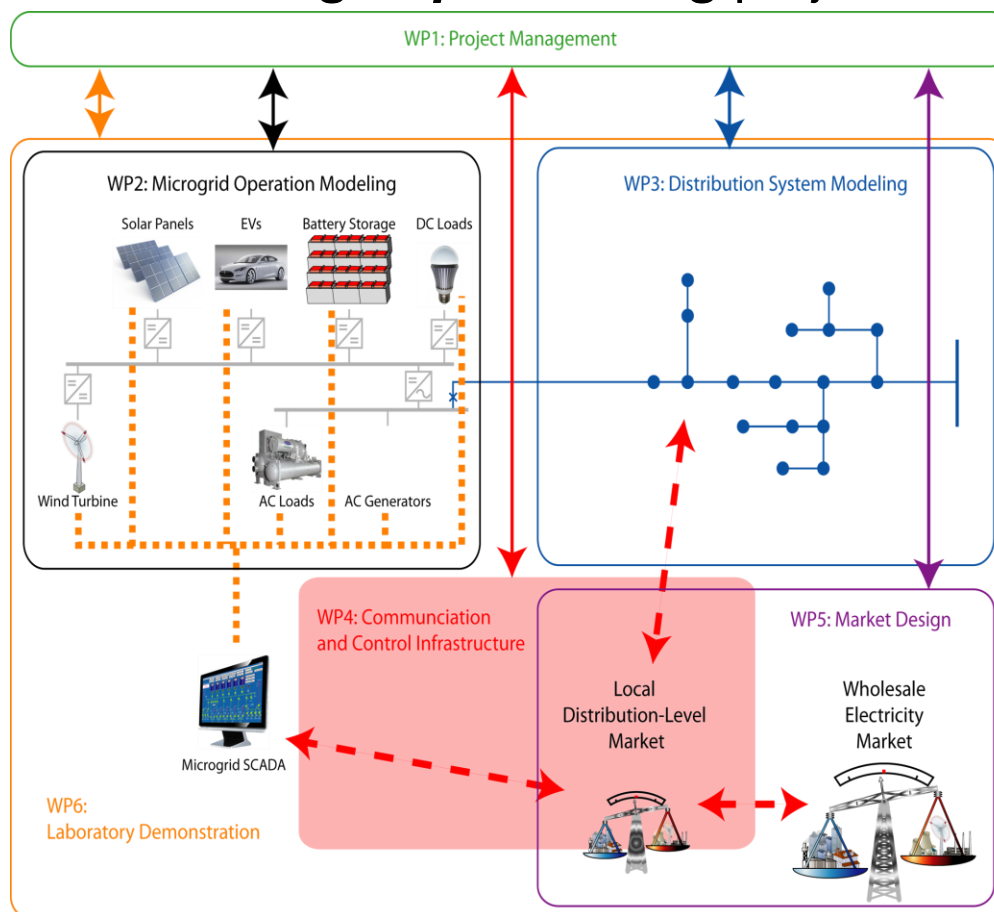 WP1: Project Management
WP2: Microgrid Operation Modeling
Solar Panels
EVs
Battery Storage
DC Loads
Wind Turbine
AC Loads
AC Generators
WP3: Distribution System Modeling
WP4: Communciation
and Control Infrastructure
WP5: Market Design
Local
Distribution-Level
Market
Wholesale
Electricity
Market
Microgrid SCADA
WP6:
Laboratory Demonstration